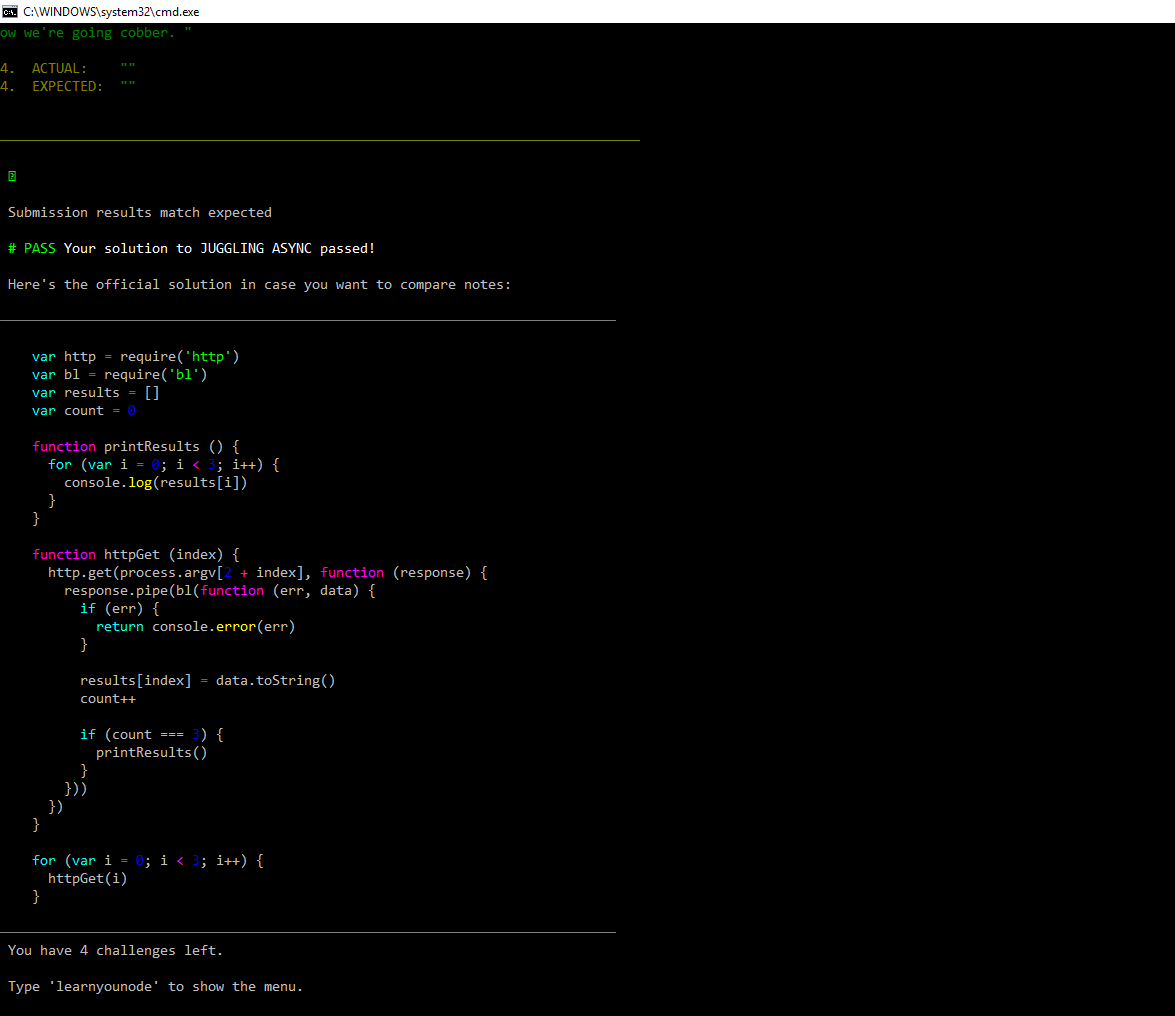 C:\WINDOWS\system32\cmd.exe
ow we're going cobber. "
4.  ACTUAL:    ""
4.  EXPECTED:  ""
Submission results match expected
# PASS Your solution to JUGGLING ASYNC passed!
Here's the official solution in case you want to compare notes:
var http = require('http')
var bl = require('bl')
var results = []
var count = 0
function printResults () {
  for (var i = 0; i < 3; i++) {
    console.log(results[i])
  }
}
function httpGet (index) {
  http.get(process.argv[2 + index], function (response) {
    response.pipe(bl(function (err, data) {
      if (err) {
        return console.error(err)
      }
      results[index] = data.toString()
      count++
      if (count === 3) {
        printResults()
      }
    }))
  })
}
for (var i = 0; i < 3; i++) {
  httpGet(i)
}
You have 4 challenges left.
Type 'learnyounode' to show the menu.